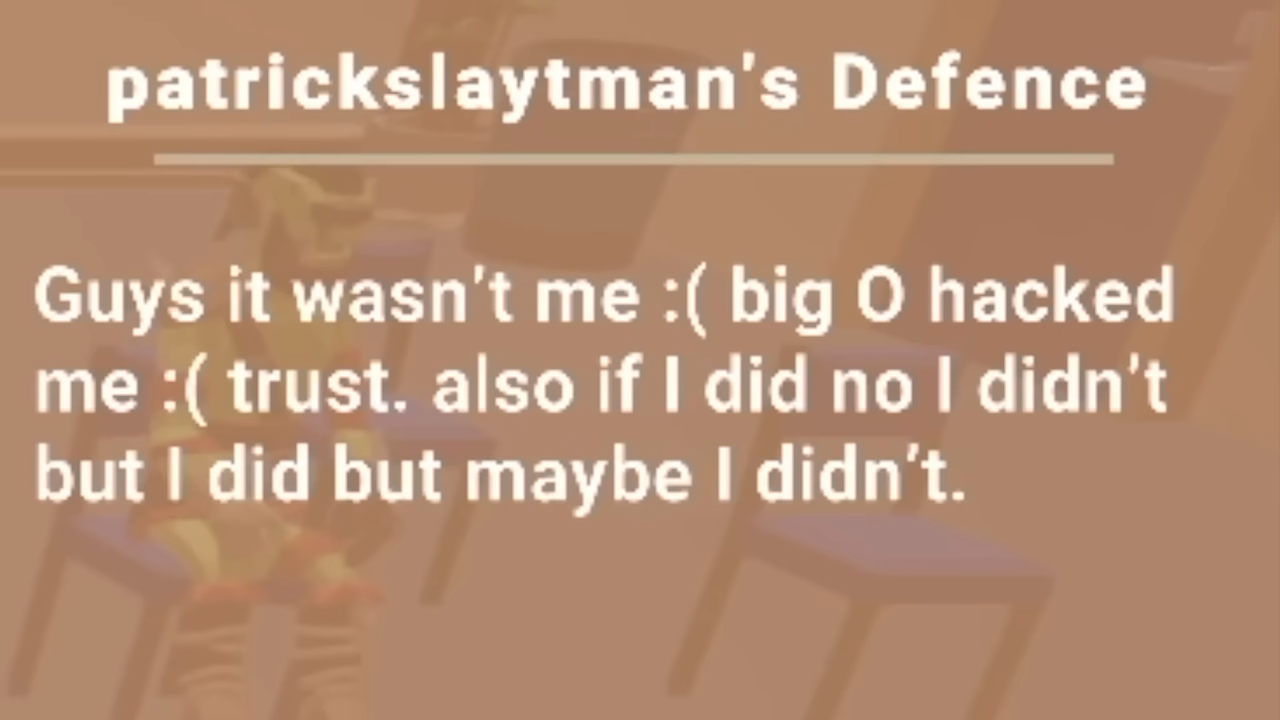 patrickslaytman's Defence
Guys it wasn't me :( big O hacked
me :( trust. also if I did no I didn't
but I did but maybe I didn't.